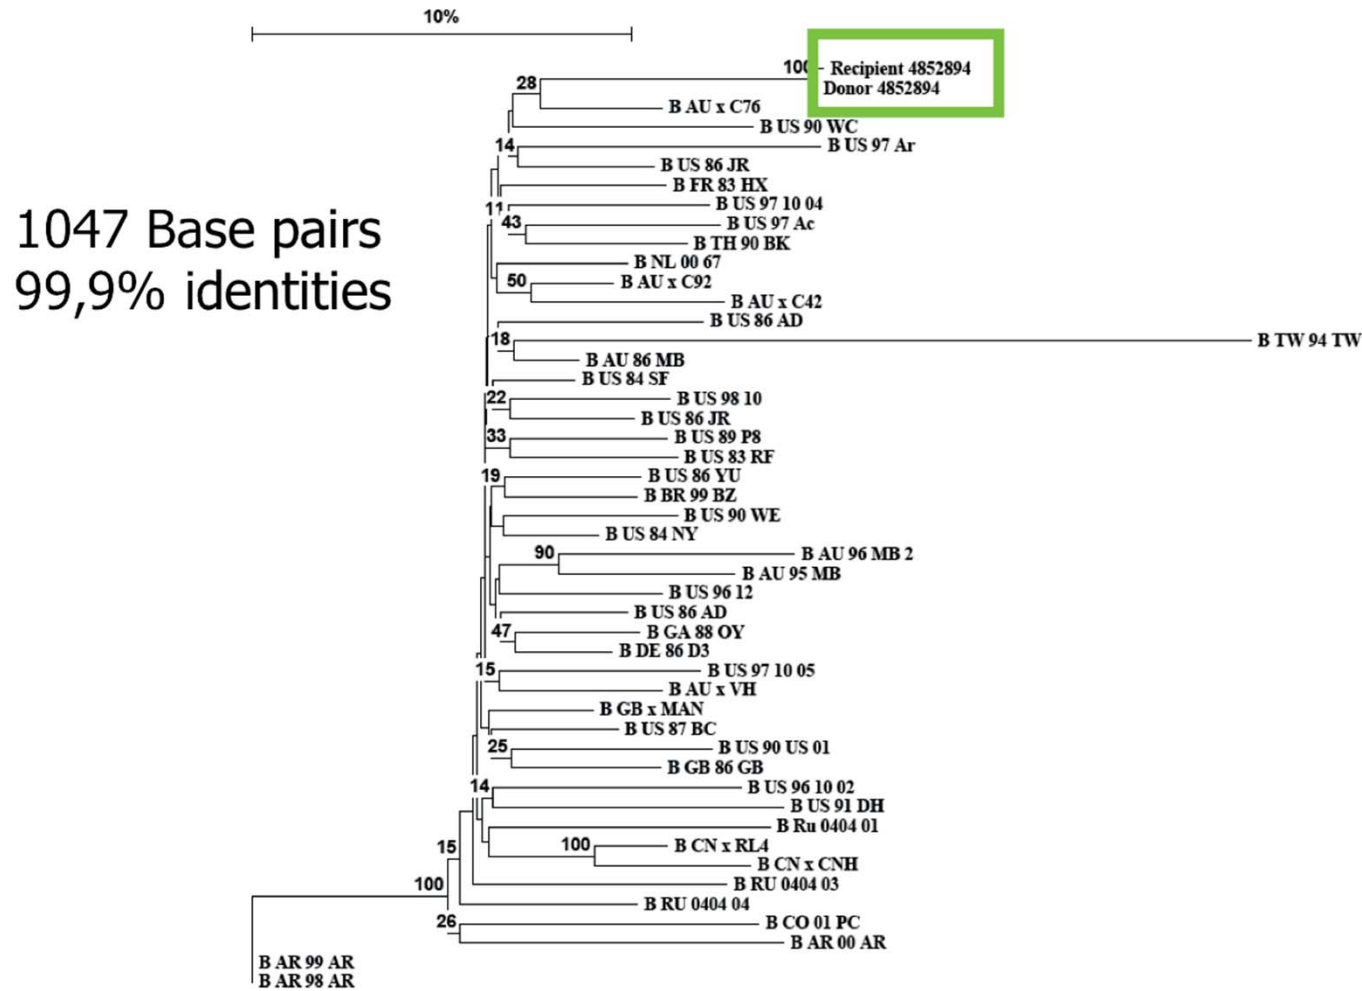 10%
100
Recipient 4852894
Donor 4852894
28
B AU x C76
B US 90 WC
14
B US 97 Ar
B US 86 JR
B FR 83 HX
11
B US 97 10 04
43
B US 97 Ac
B TH 90 BK
1047 Base pairs
99,9% identities
B NL 00 67
50
B AU x C92
B AU x C42
B US 86 AD
18
B TW 94 TW
B AU 86 MB
B US 84 SF
22
B US 98 10
B US 86 JR
33
B US 89 P8
B US 83 RF
19
B US 86 YU
B BR 99 BZ
B US 90 WE
B US 84 NY
90
B AU 96 MB 2
B AU 95 MB
B US 96 12
B US 86 AD
47
B GA 88 OY
B DE 86 D3
15
B US 97 10 05
B AU x VH
B GB x MAN
B US 87 BC
25
B US 90 US 01
B GB 86 GB
14
B US 96 10 02
B US 91 DH
B Ru 0404 01
15
100
B CN x RL4
B CN x CNH
100
B RU 0404 03
B RU 0404 04
26
B CO 01 PC
B AR 00 AR
B AR 99 AR
B AR 98 AR